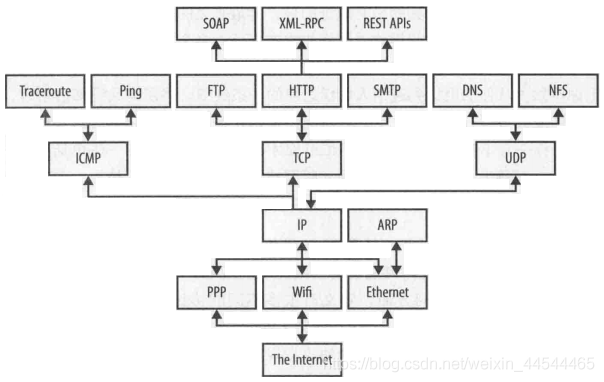 SOAP XML-RPC REST APIs
Traceroute Ping FTP HTTP SMTP DNS NFS
ICMP TCP UDP
IP ARP
PPP Wifi Ethernet
The Internet
https://blog.csdn.net/weixin_44544465